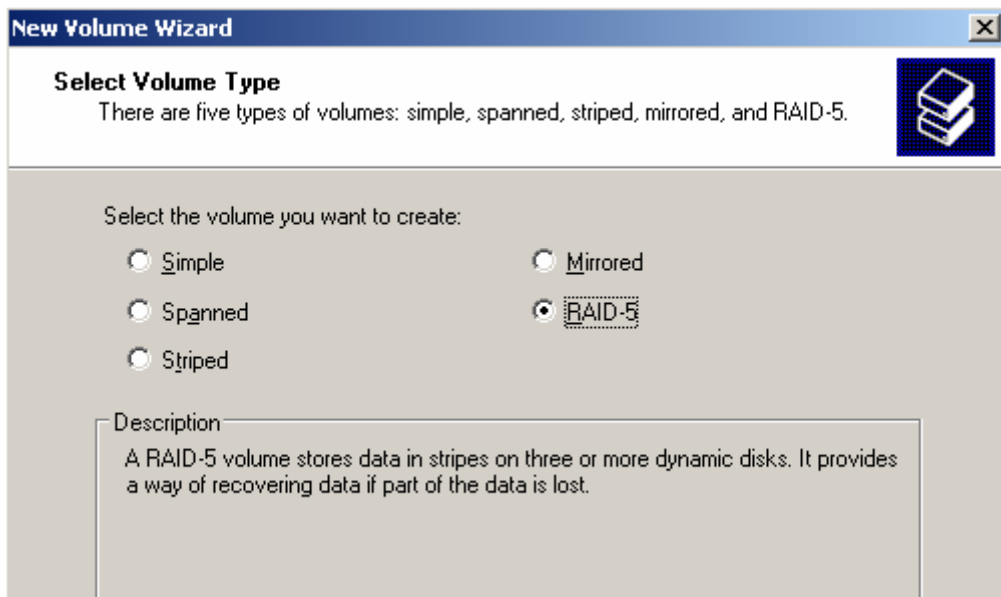 New Volume Wizard
Select Volume Type
There are five types of volumes: simple, spanned, striped, mirrored, and RAID-5.
Select the volume you want to create:
Simple
Mirrored
Spanned
RAID-5
Striped
Description
A RAID-5 volume stores data in stripes on three or more dynamic disks. It provides
a way of recovering data if part of the data is lost.